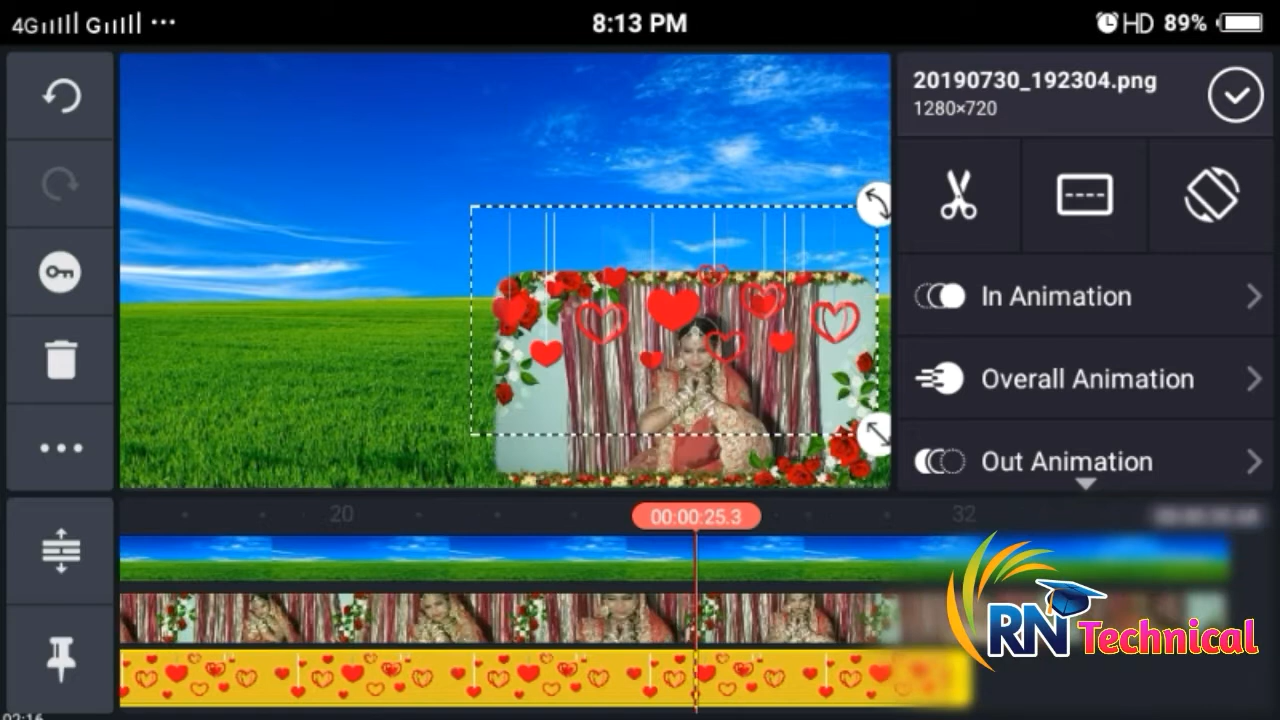 4G G ••• 8:13 PM HD 89%
20190730_192304.png
1280×720
In Animation
Overall Animation
Out Animation
20 00:00:25.3 32
RN Technical
02:16